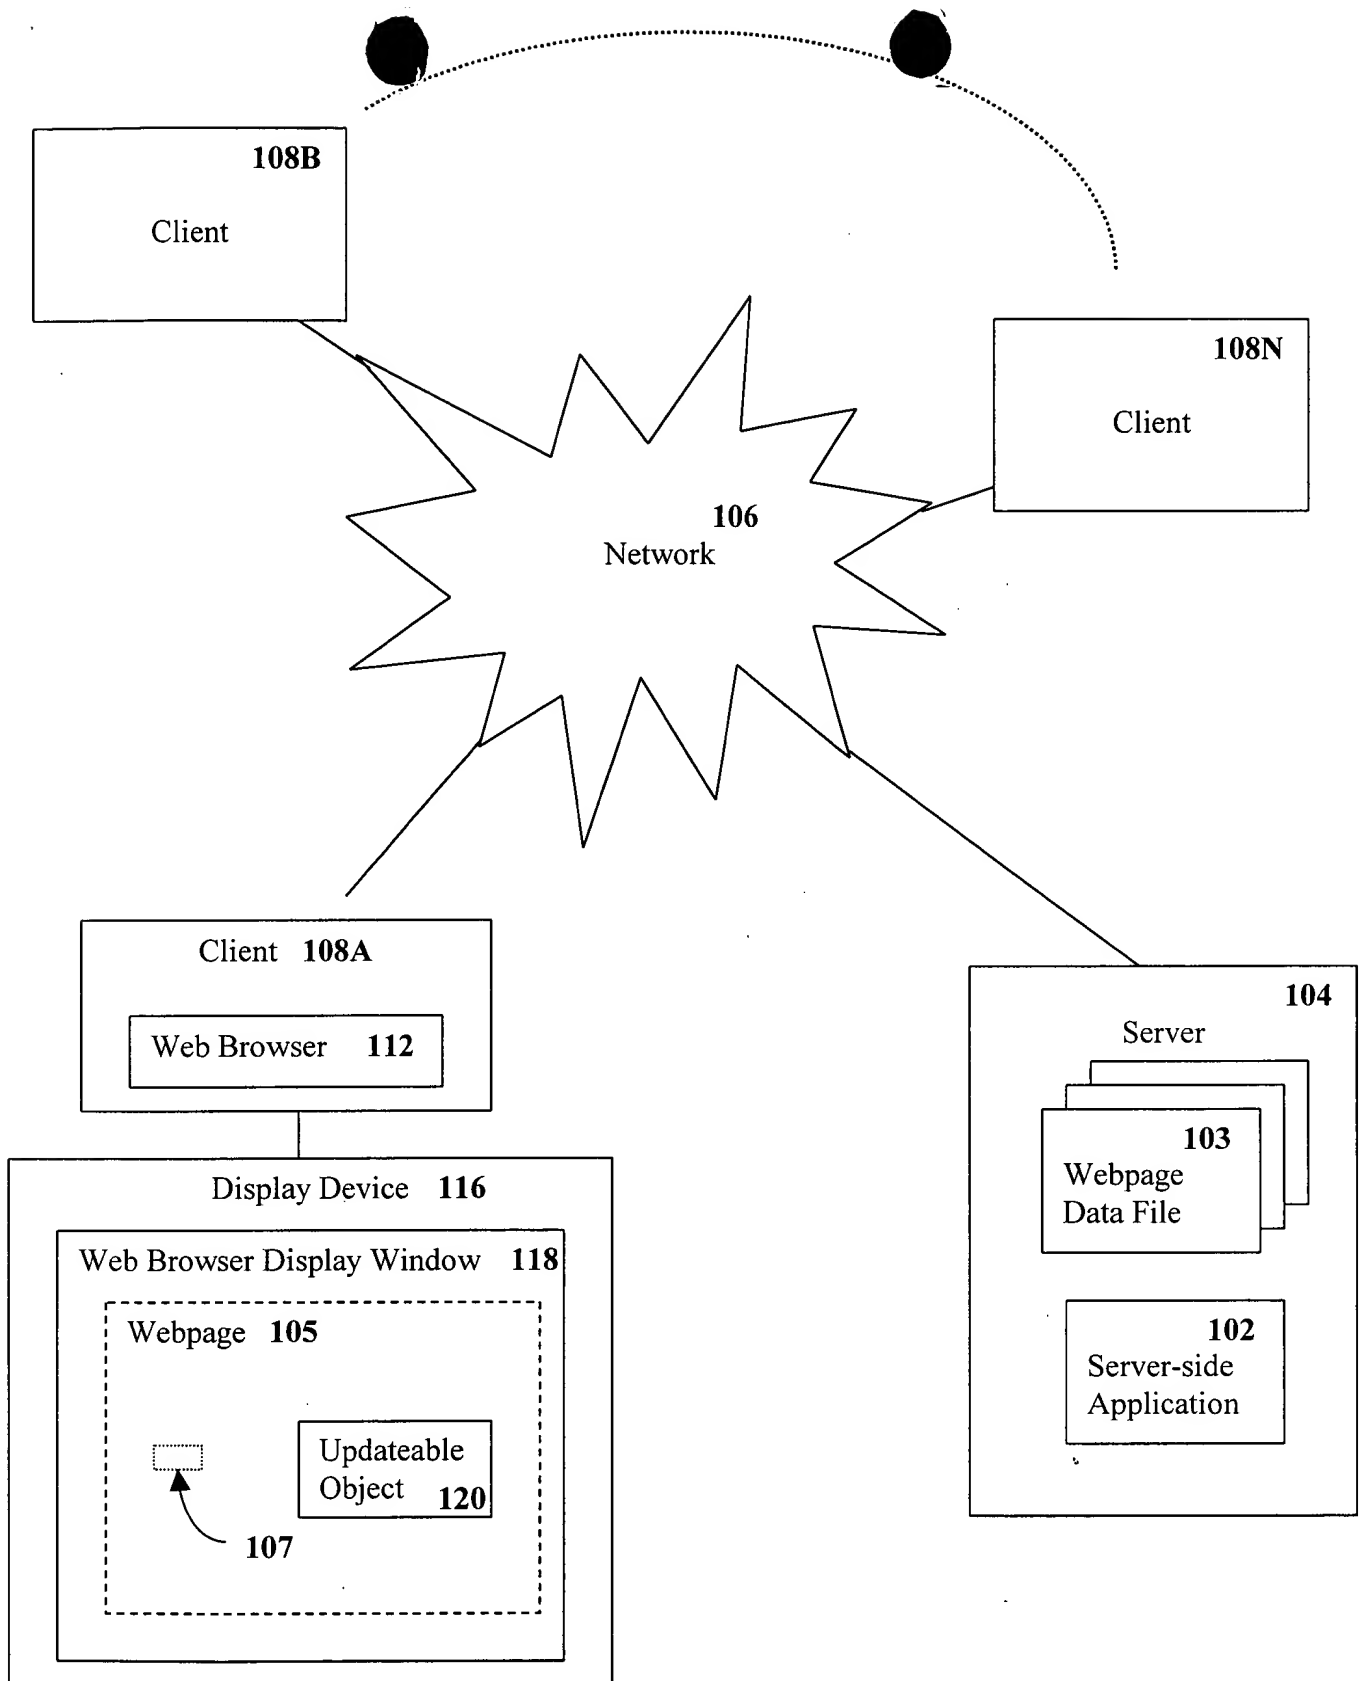 108B
Client
108N
Client
106
Network
Client 108A
Web Browser 112
104
Server
103
Webpage
Data File
102
Server-side
Application
Display Device 116
Web Browser Display Window 118
Webpage 105
Updateable
Object 120
107